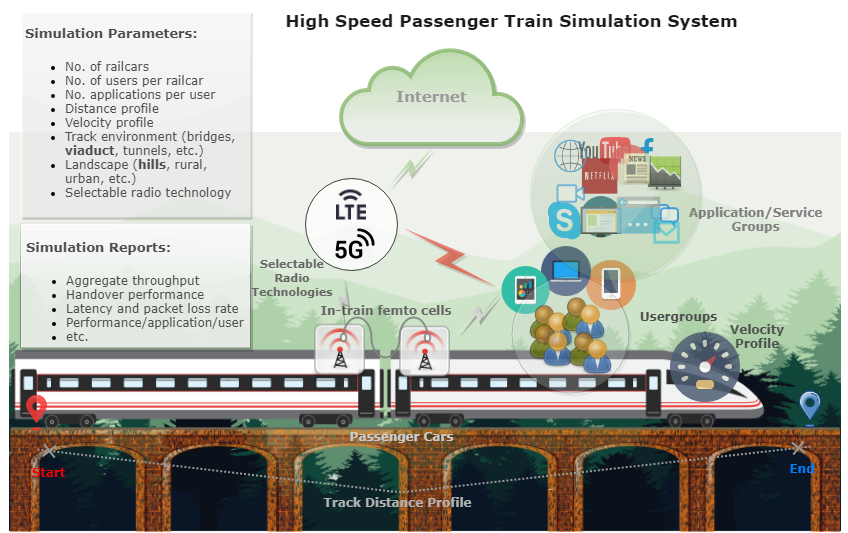 High Speed Passenger Train Simulation System
Simulation Parameters:
No. of railcars
No. of users per railcar
No. applications per user
Distance profile
Velocity profile
Track environment (bridges,
viaduct, tunnels, etc.)
Landscape (hills, rural,
urban, etc.)
Selectable radio technology
Simulation Reports:
Aggregate throughput
Handover performance
Latency and packet loss rate
Performance/application/user
etc.
Internet
LTE
5G
Selectable
Radio
Technologies
In-train femto cells
YouTube
f
NEWS
NETFLIX
S
Application/Service
Groups
Usergroups
Velocity
Profile
Passenger Cars
Start
End
Track Distance Profile